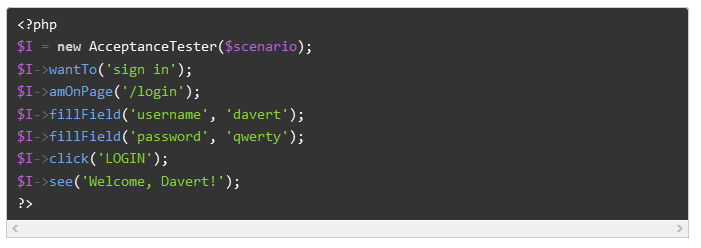 <?php
$I = new AcceptanceTester($scenario);
$I->wantTo('sign in');
$I->amOnPage('/login');
$I->fillField('username', 'davert');
$I->fillField('password', 'qwerty');
$I->click('LOGIN');
$I->see('Welcome, Davert!');
?>